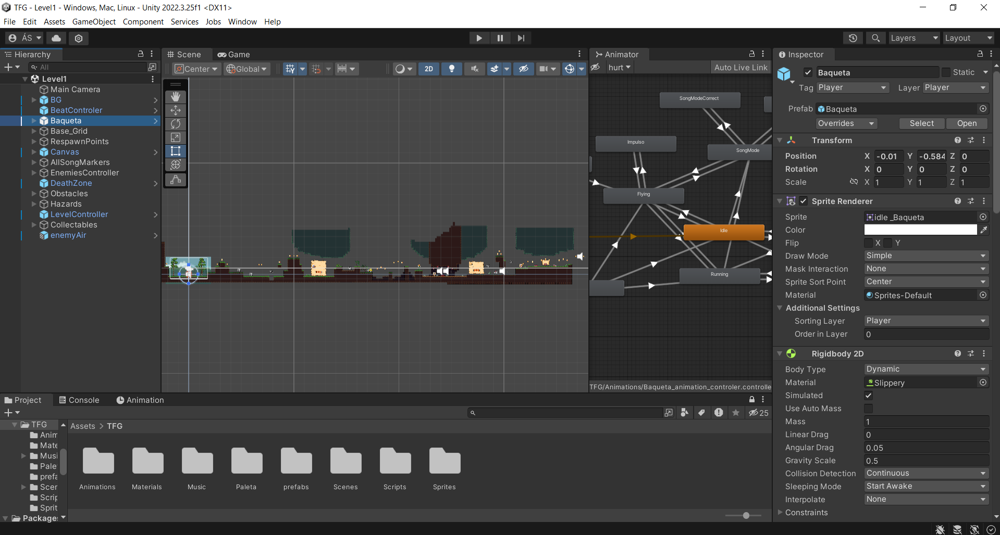 TFG - Level1 - Windows, Mac, Linux - Unity 2022.3.25f1 <DX11>
File Edit Assets GameObject Component Services Jobs Window Help
ÁS Layers Layout
Hierarchy
All
Level1
Main Camera
BG
BeatControler
Baqueta
Base_Grid
RespawnPoints
Canvas
AllSongMarkers
EnemiesController
DeathZone
Obstacles
Hazards
LevelController
Collectables
enemyAir
Scene Game
Center Global 2D
Animator
hurt Auto Live Link
SongModeCorrect
Impulso
SongMode
Flying
Idle
Running
TFG/Animations/Baqueta_animation_controler.controlle
Inspector
Baqueta Static
Tag Player Layer Player
Prefab Baqueta
Overrides Select Open
Transform
Position X -0.01 Y -0.584 Z 0
Rotation X 0 Y 0 Z 0
Scale X 1 Y 1 Z 1
Sprite Renderer
Sprite idle _Baqueta
Color
Flip X Y
Draw Mode Simple
Mask Interaction None
Sprite Sort Point Center
Material Sprites-Default
Additional Settings
Sorting Layer Player
Order in Layer 0
Rigidbody 2D
Body Type Dynamic
Material Slippery
Simulated
Use Auto Mass
Mass 1
Linear Drag 0
Angular Drag 0.05
Gravity Scale 0.5
Collision Detection Continuous
Sleeping Mode Start Awake
Interpolate None
Constraints
Project Console Animation
25
TFG
Anim
Mate
Musi
Pale
prefa
Scer
Scrip
Sprit
Packages
Assets > TFG
Animations Materials Music Paleta prefabs Scenes Scripts Sprites